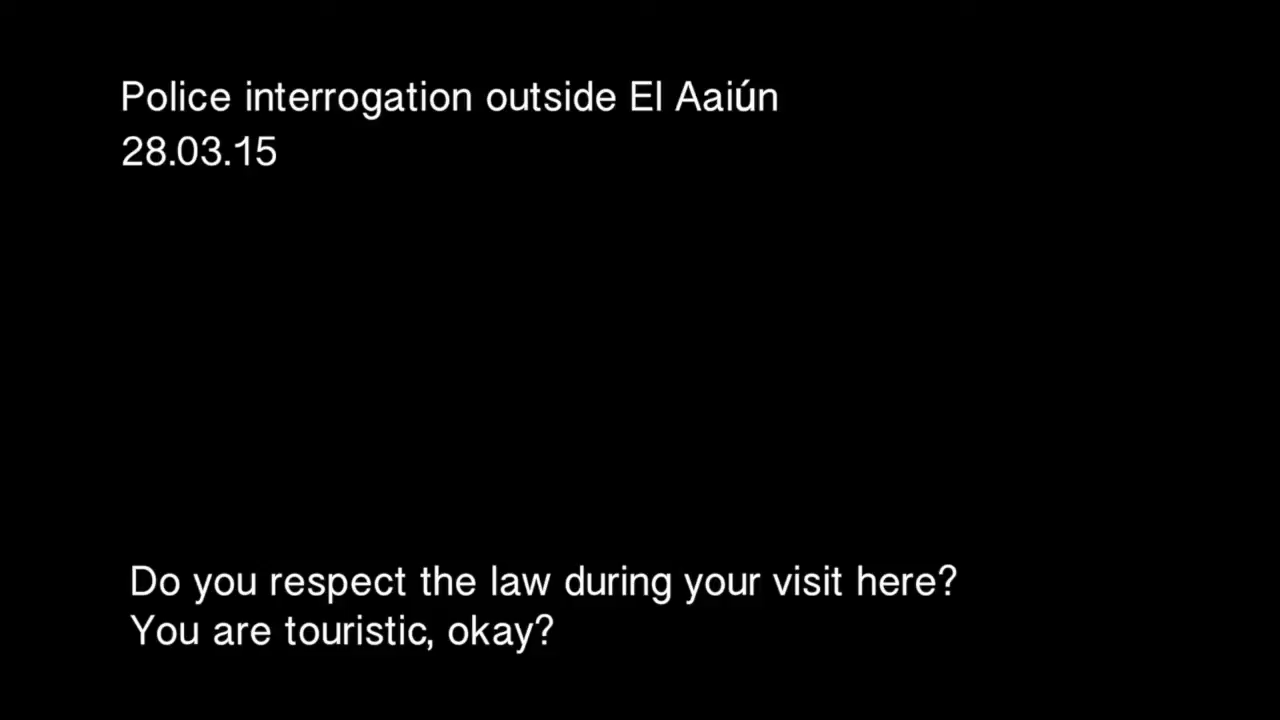 Police interrogation outside El Aaiún
28.03.15
Do you respect the law during your visit here?
You are touristic, okay?